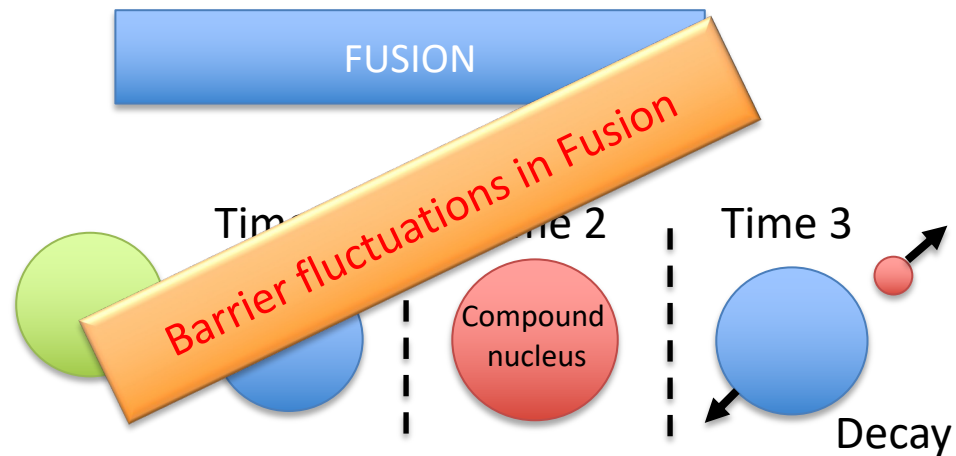 FUSION
Barrier fluctuations in Fusion
Time 3
Compound
nucleus
Decay